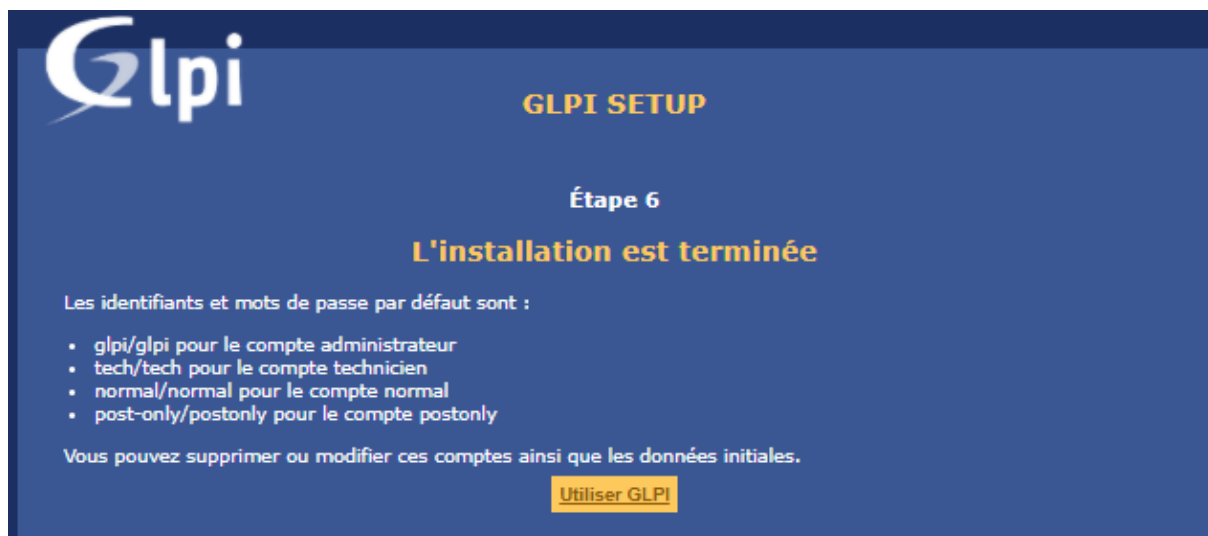 Glpi
GLPI SETUP
Étape 6
L'installation est terminée
Les identifiants et mots de passe par défaut sont :
• glpi/glpi pour le compte administrateur
• tech/tech pour le compte technicien
• normal/normal pour le compte normal
• post-only/postonly pour le compte postonly
Vous pouvez supprimer ou modifier ces comptes ainsi que les données initiales.
Utiliser GLPI